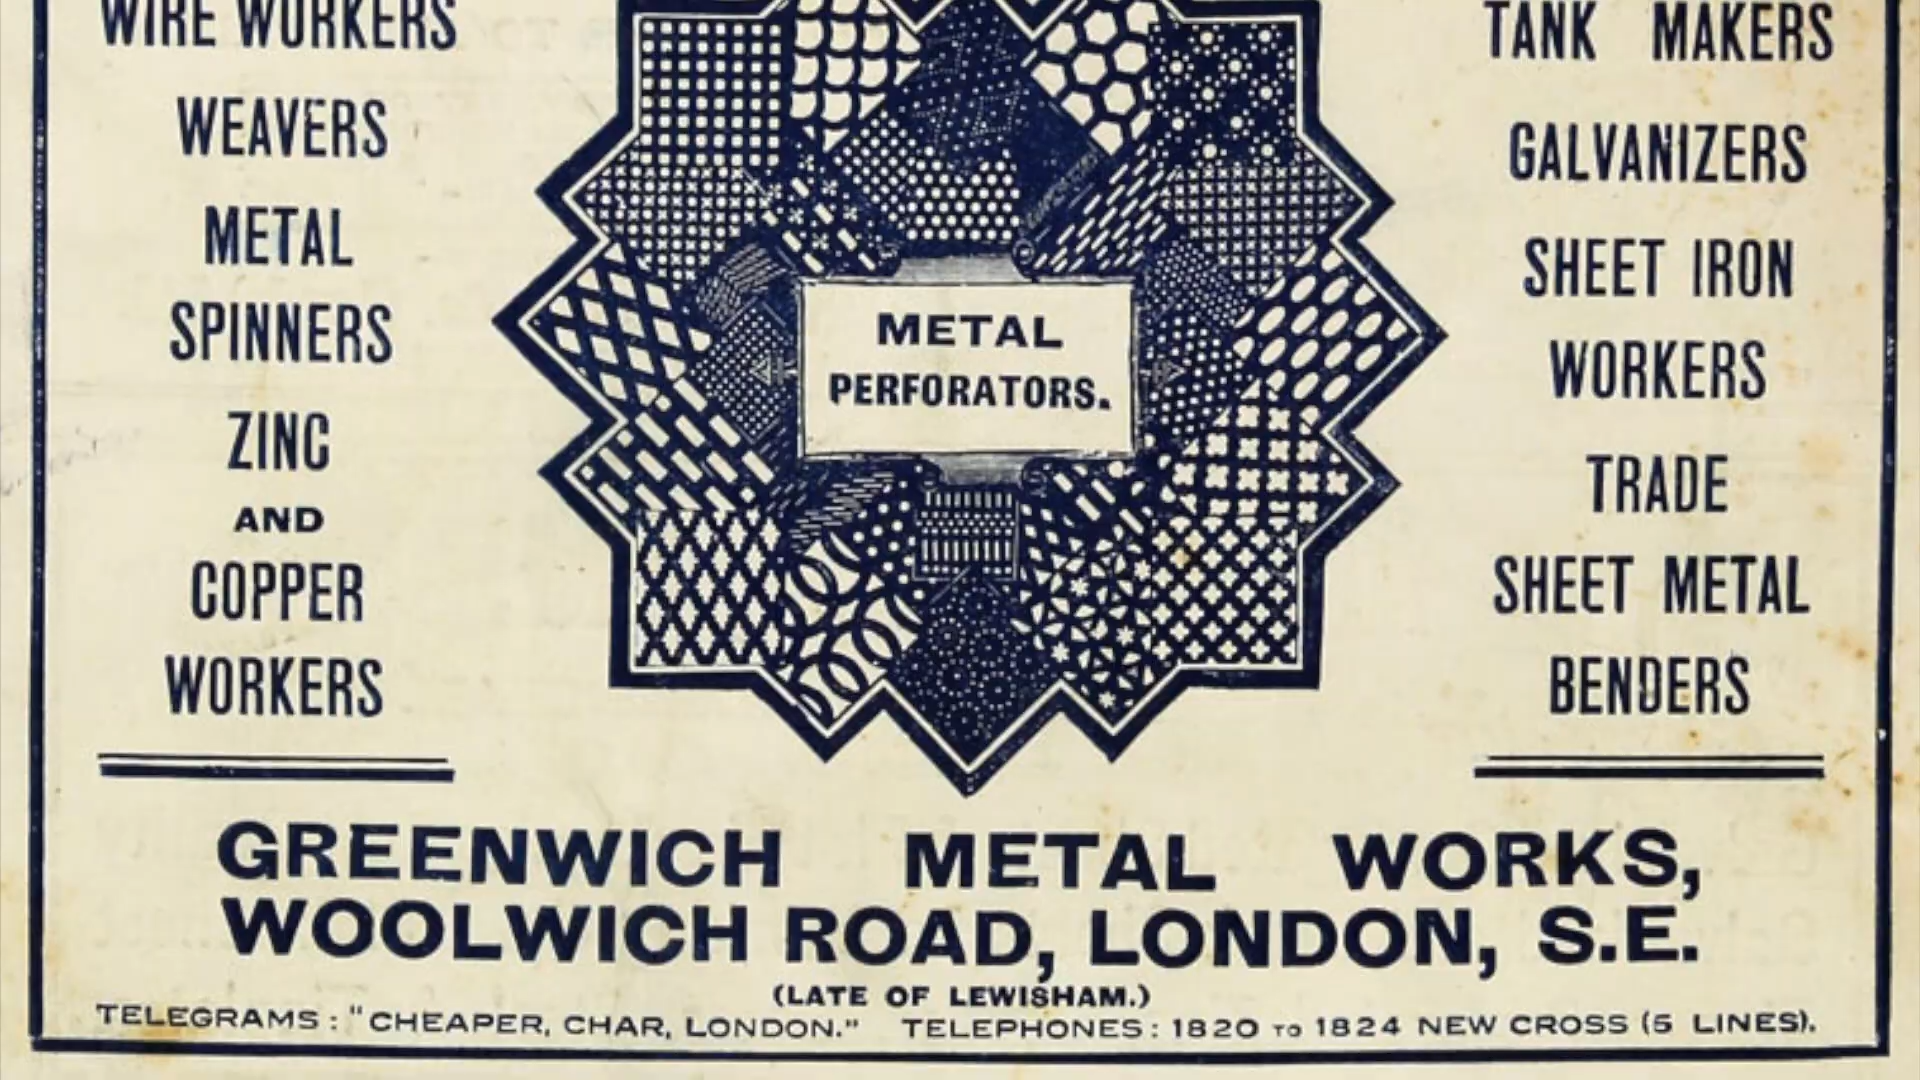 WIRE WORKERS
WEAVERS
METAL
SPINNERS
ZINC
AND
COPPER
WORKERS
METAL
PERFORATORS.
TANK MAKERS
GALVANIZERS
SHEET IRON
WORKERS
TRADE
SHEET METAL
BENDERS
GREENWICH METAL WORKS,
WOOLWICH ROAD, LONDON, S.E.
(LATE OF LEWISHAM.)
TELEGRAMS: "CHEAPER, CHAR, LONDON." TELEPHONES: 1820 TO 1824 NEW CROSS (5 LINES).